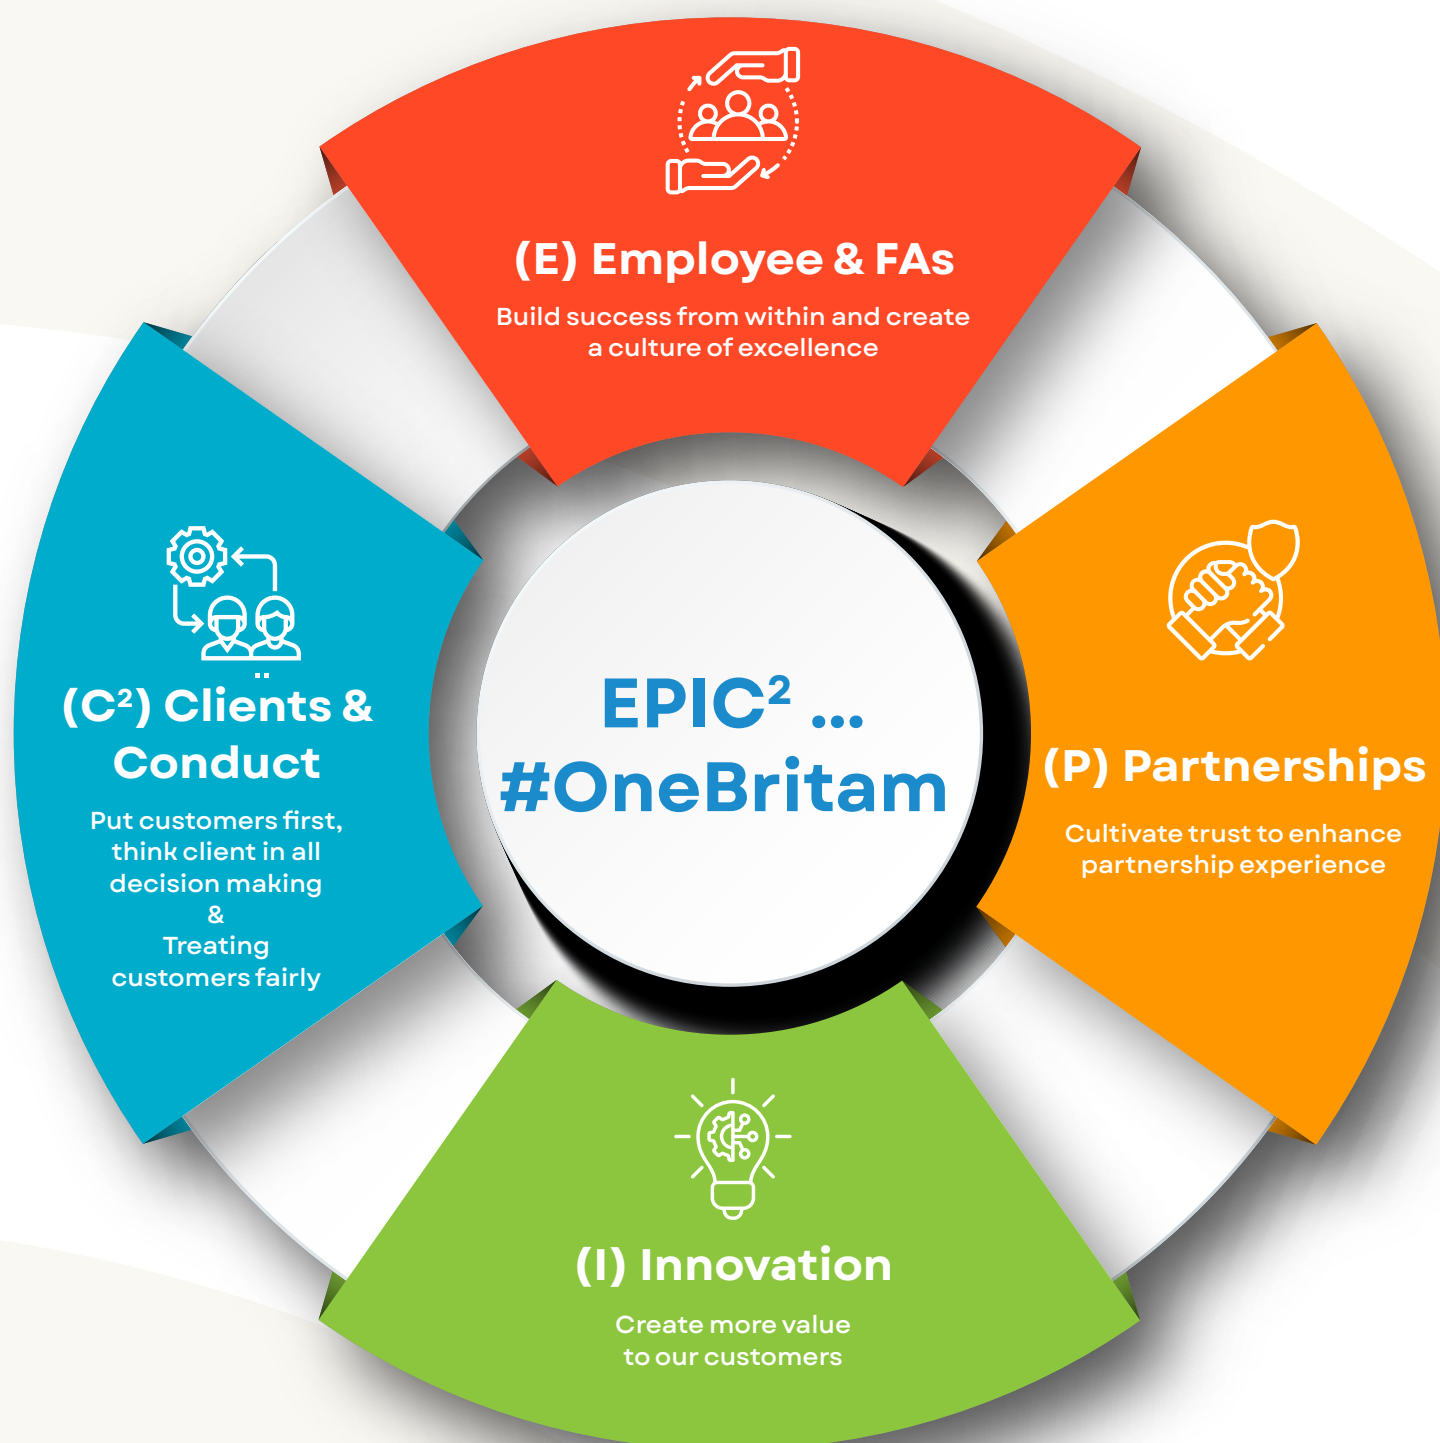 (E) Employee & FAs
Build success from within and create
a culture of excellence
(C²) Clients &
Conduct
Put customers first,
think client in all
decision making
&
Treating
customers fairly
EPIC² ...
#OneBritam
(P) Partnerships
Cultivate trust to enhance
partnership experience
(I) Innovation
Create more value
to our customers